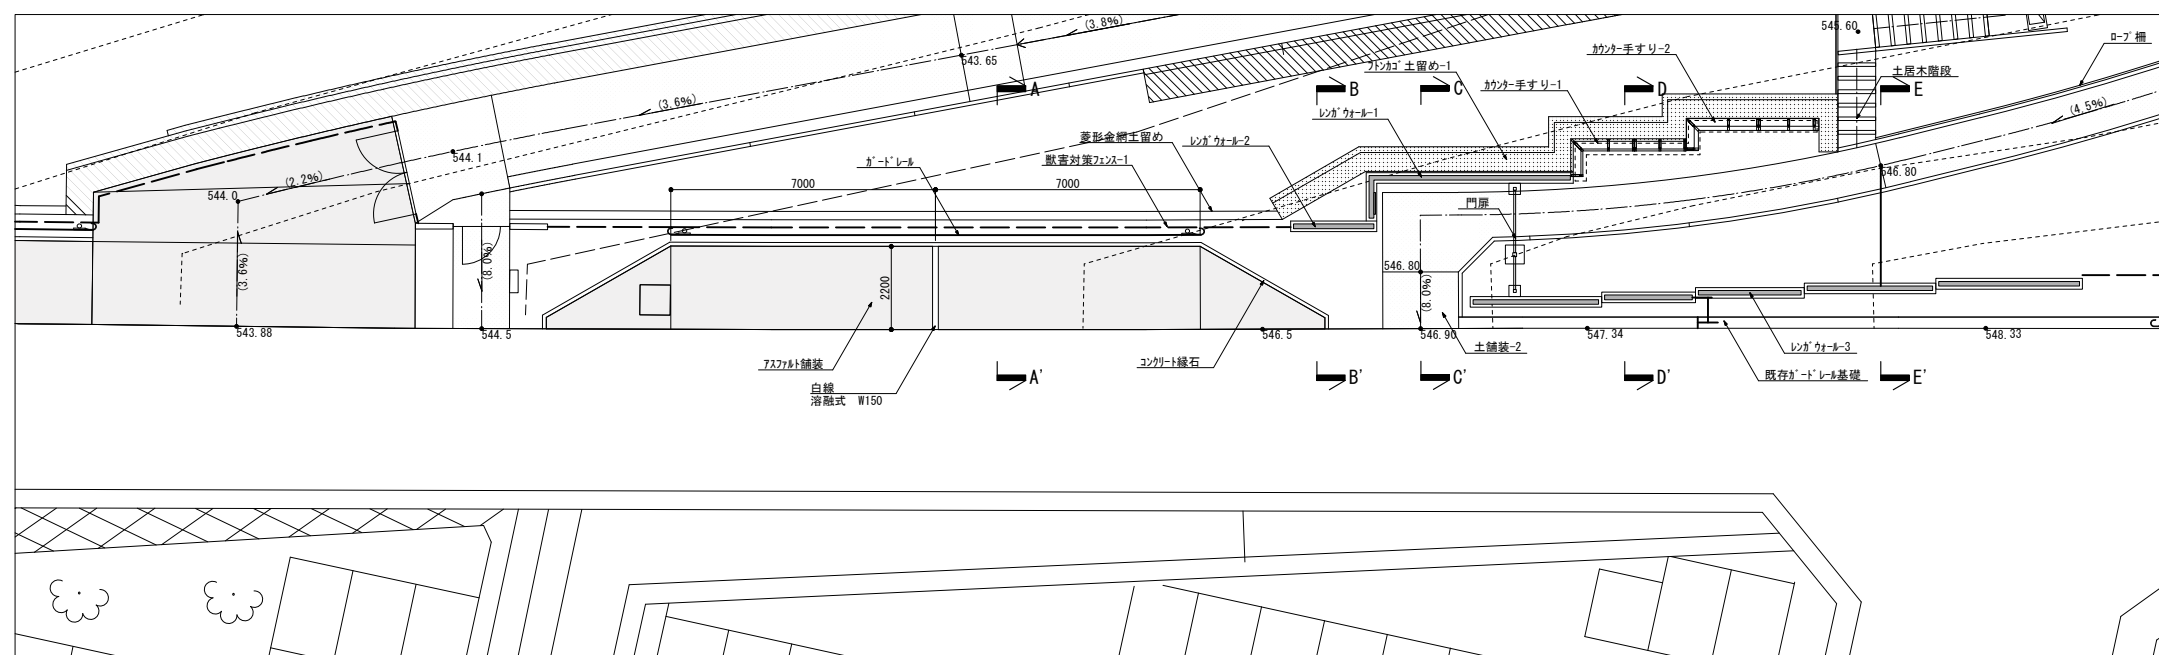 (3.8%)
545.60
ﾛｰﾌﾟ柵
ｶｳﾝﾀｰ手すり-2
543.65
ﾌﾄﾝｶｺﾞ土留め-1
土居木階段
A
B
C
ｶｳﾝﾀｰ手すり-1
D
E
(3.6%)
(4.5%)
ﾚﾝｶﾞｳｫｰﾙ-1
菱形金網土留め
ﾚﾝｶﾞｳｫｰﾙ-2
544.1
ｶﾞｰﾄﾞﾚｰﾙ
獣害対策ﾌｪﾝｽ-1
546.80
(2.2%)
7000
7000
544.0
門扉
(3.6%)
(8.0%)
546.80
2200
(8.0%)
543.88
544.5
546.5
546.90
547.34
548.33
土舗装-2
ﾚﾝｶﾞｳｫｰﾙ-3
ｱｽﾌｧﾙﾄ舗装
ｺﾝｸﾘｰﾄ縁石
A'
B'
C'
D'
既存ｶﾞｰﾄﾞﾚｰﾙ基礎
E'
白線
溶融式 W150